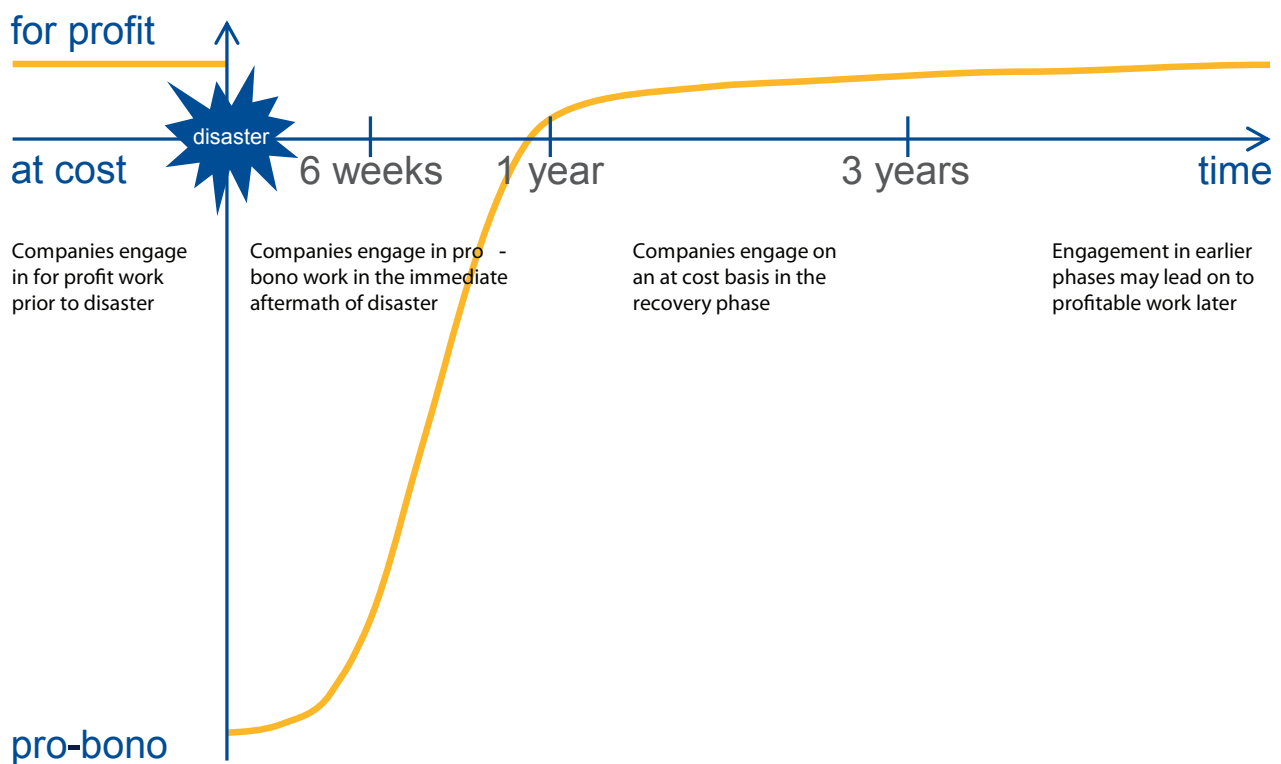 for profit
disaster
at cost
6 weeks
1 year
3 years
time
Companies engage
in for profit work
prior to disaster
Companies engage in pro -
bono work in the immediate
aftermath of disaster
Companies engage on
an at cost basis in the
recovery phase
Engagement in earlier
phases may lead on to
profitable work later
pro-bono